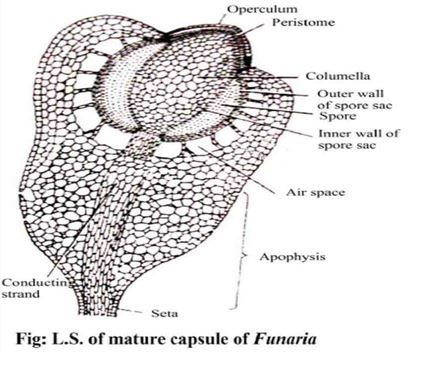 Operculum
Peristome
Columella
Outer wall
of spore sac
Spore
Inner wall of
spore sac
Air space
Apophysis
Conducting
strand
Seta
Fig: L.S. of mature capsule of Funaria